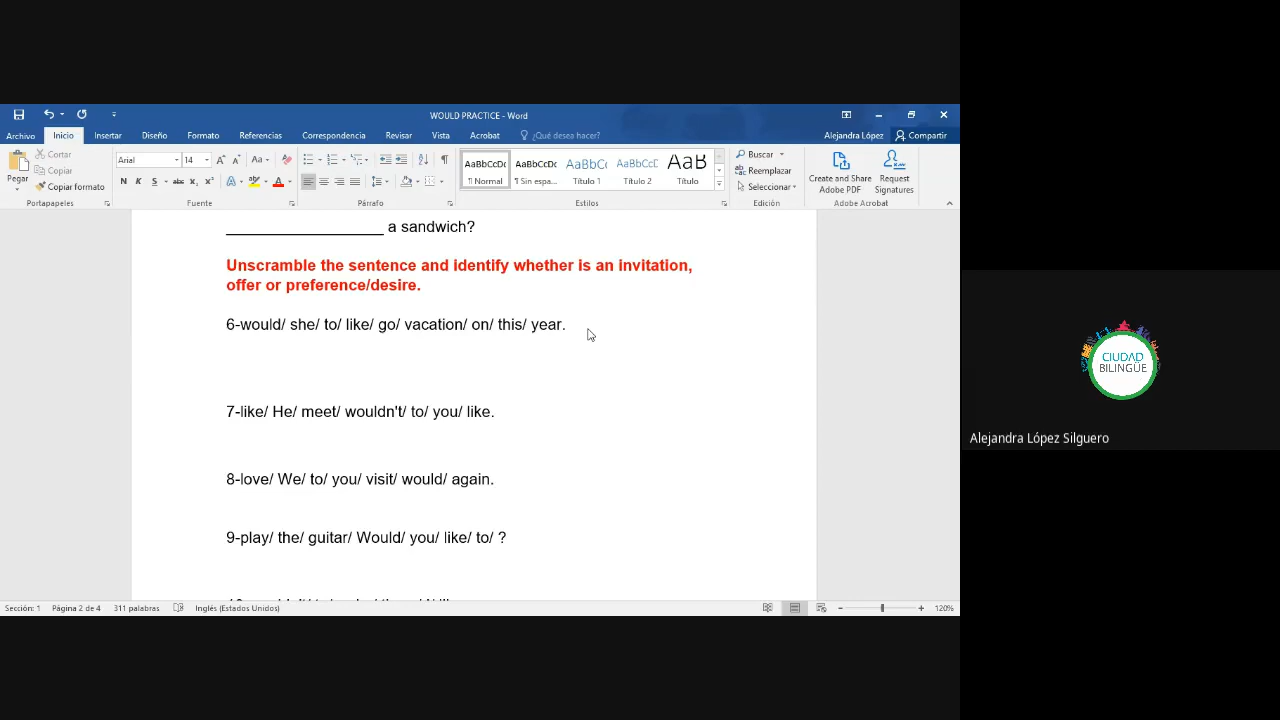 WOULD PRACTICE - Word
Archivo Inicio Insertar Diseño Formato Referencias Correspondencia Revisar Vista Acrobat ¿Qué desea hacer? Alejandra López Compartir
Pegar
Cortar
Copiar
Copiar formato
Portapapeles
Arial 14
N K S abc
Fuente
Párrafo
AaBbCcDc AaBbCcDc AaBbCc AaBbCcC AaB
¶ Normal ¶ Sin espa... Título 1 Título 2 Título
Estilos
Buscar
Reemplazar
Seleccionar
Edición
Create and Share
Adobe PDF
Request
Signatures
Adobe Acrobat
a sandwich?
Unscramble the sentence and identify whether is an invitation,
offer or preference/desire.
6-would/ she/ to/ like/ go/ vacation/ on/ this/ year.
7-like/ He/ meet/ wouldn't/ to/ you/ like.
8-love/ We/ to/ you/ visit/ would/ again.
9-play/ the/ guitar/ Would/ you/ like/ to/ ?
Sección: 1 Página 2 de 4 311 palabras Inglés (Estados Unidos) 120%
CIUDAD
BILINGÜE
Alejandra López Silguero